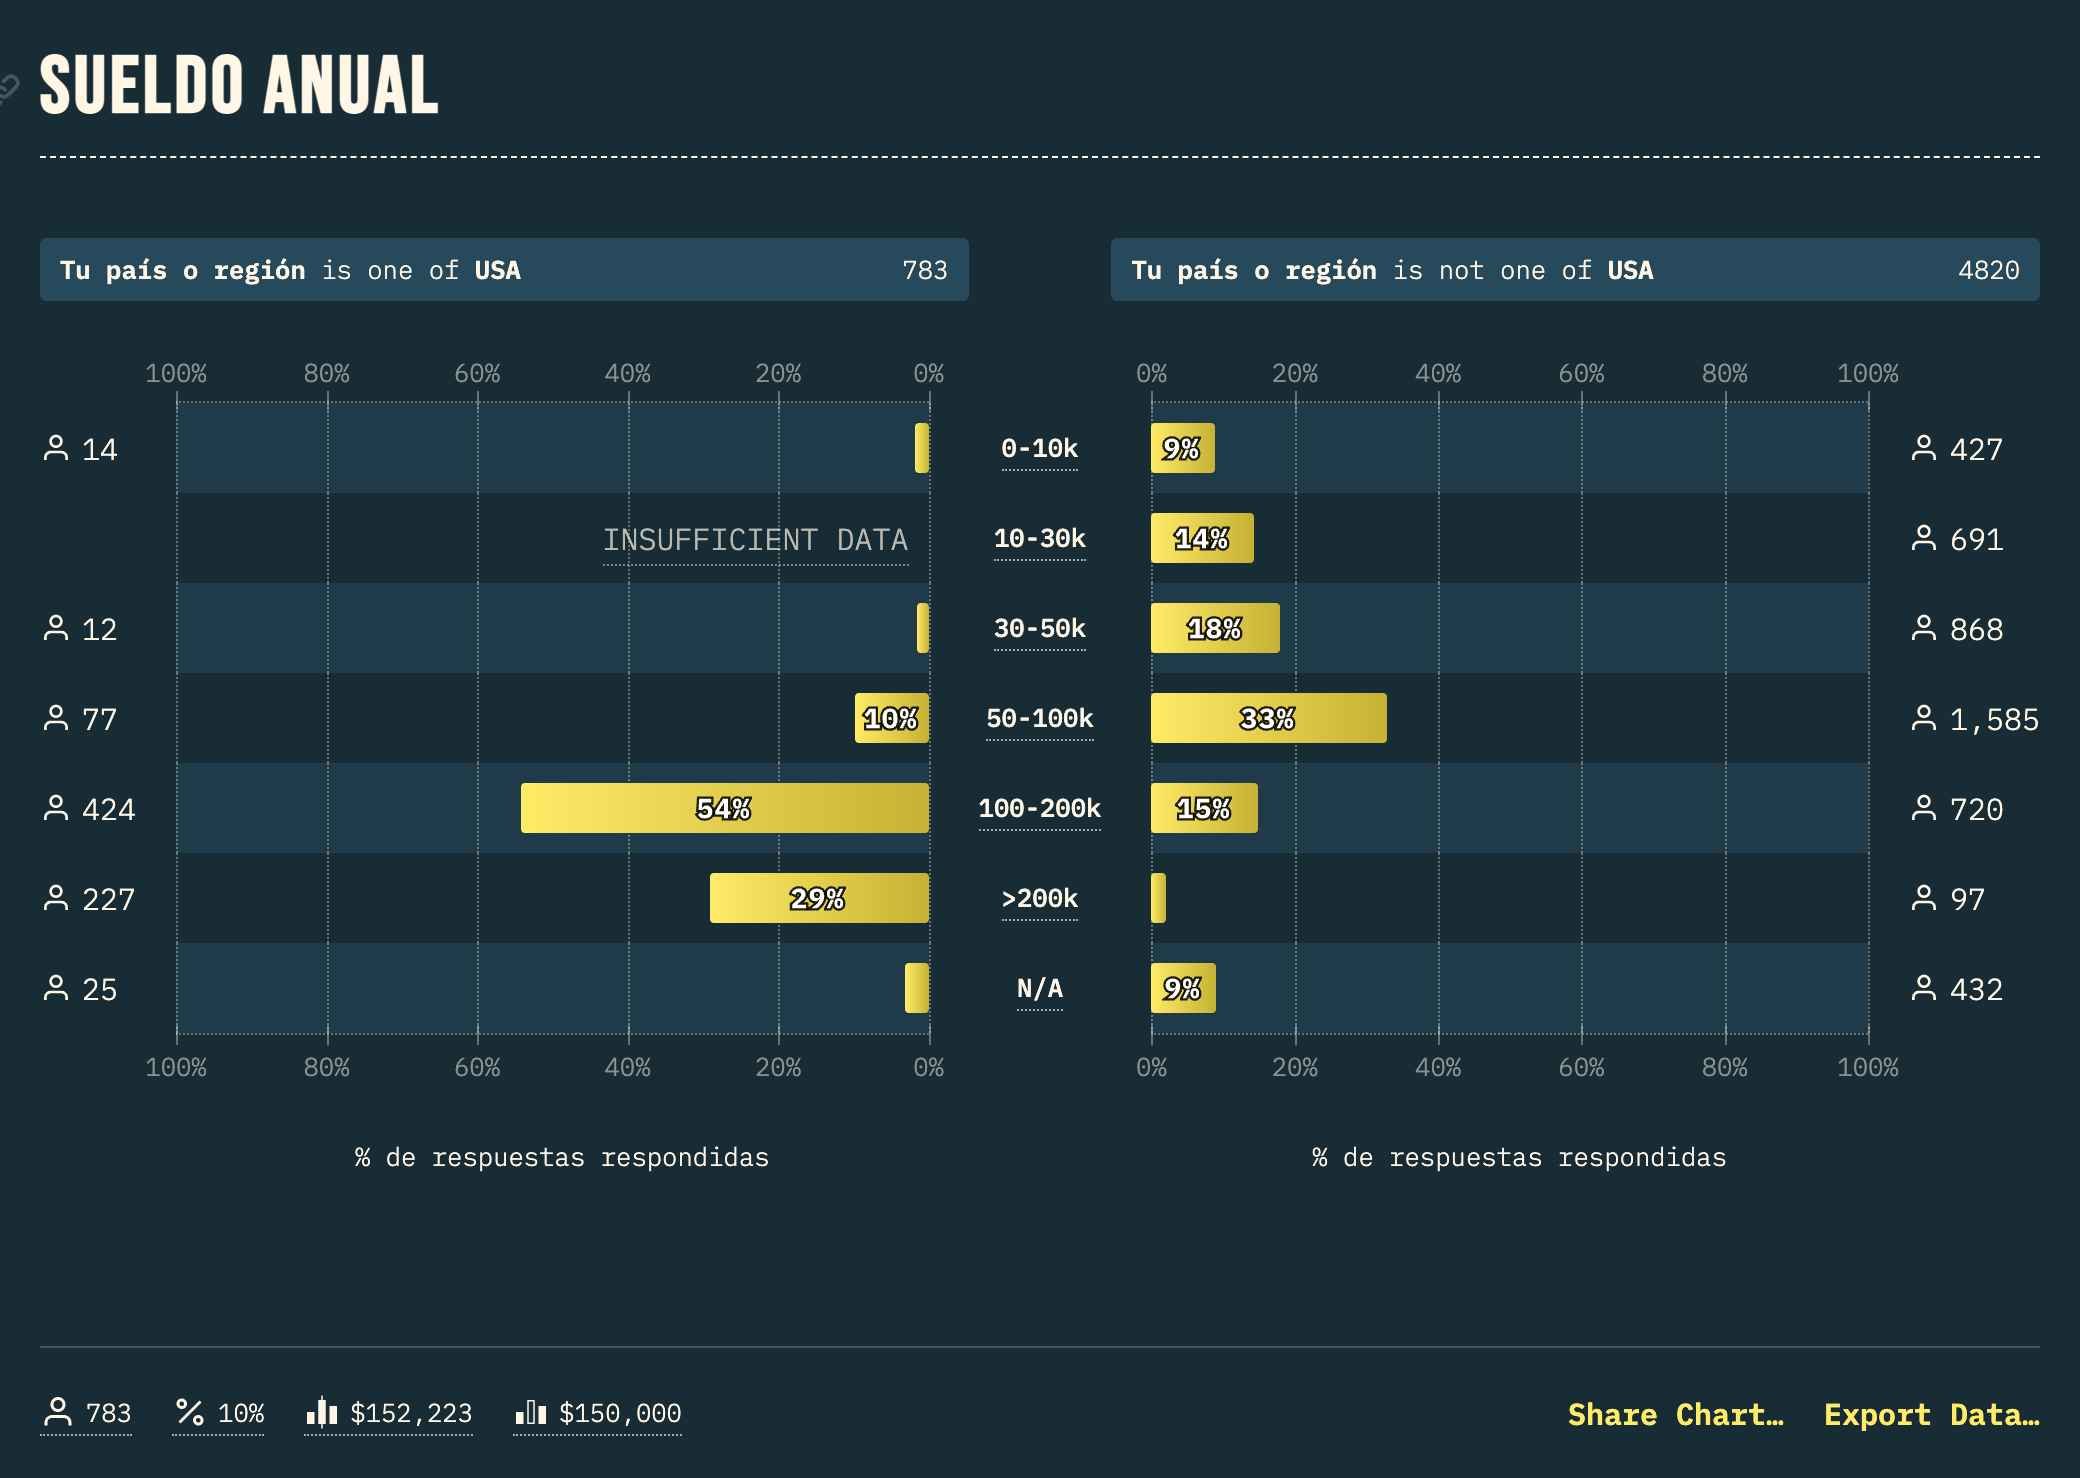 SUELDO ANUAL
Tu país o región is one of USA 783
Tu país o región is not one of USA 4820
100% 80% 60% 40% 20% 0%
0% 20% 40% 60% 80% 100%
14 0-10k 9% 427
INSUFFICIENT DATA 10-30k 14% 691
12 30-50k 18% 868
77 10% 50-100k 33% 1,585
424 54% 100-200k 15% 720
227 29% >200k 97
25 N/A 9% 432
100% 80% 60% 40% 20% 0%
0% 20% 40% 60% 80% 100%
% de respuestas respondidas
% de respuestas respondidas
783 10% $152,223 $150,000
Share Chart… Export Data…